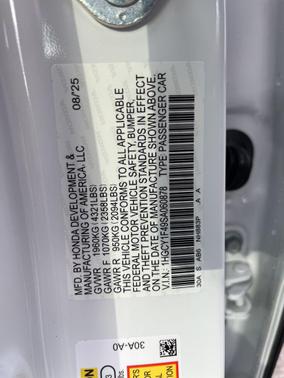 08/'25
MFD. BY HONDA DEVELOPMENT &
MANUFACTURING OF AMERICA, LLC
GVWR 1960KG (4321LBS)
GAWR F 1070KG (2358LBS)
GAWR R 950KG (2094LBS)
THIS VEHICLE CONFORMS TO ALL APPLICABLE
FEDERAL MOTOR VEHICLE SAFETY, BUMPER,
AND THEFT PREVENTION STANDARDS IN EFFECT
ON THE DATE OF MANUFACTURE SHOWN ABOVE.
V.I.N.: TYPE: PASSENGER CAR
30A S AB6 NH883P A A
30A-A0